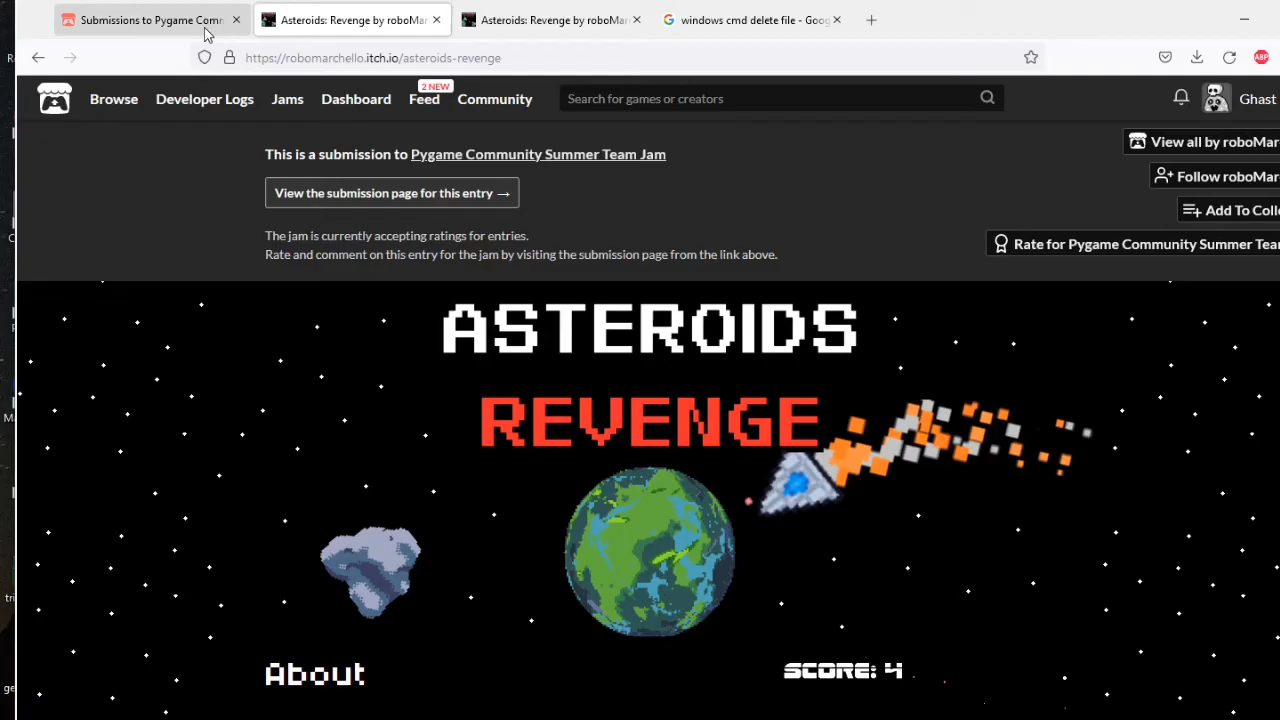 Submissions to Pygame Comm
Asteroids: Revenge by roboMar
Asteroids: Revenge by roboMar
windows cmd delete file - Goog
https://robomarchello.itch.io/asteroids-revenge
ABP
Browse
Developer Logs
Jams
Dashboard
2 NEW
Feed
Community
Search for games or creators
Ghast
This is a submission to Pygame Community Summer Team Jam
View all by roboMar
View the submission page for this entry →
Follow roboMar
Add To Colle
The jam is currently accepting ratings for entries.
Rate for Pygame Community Summer Team
Rate and comment on this entry for the jam by visiting the submission page from the link above.
ASTEROIDS
REVENGE
About
SCORE: 4